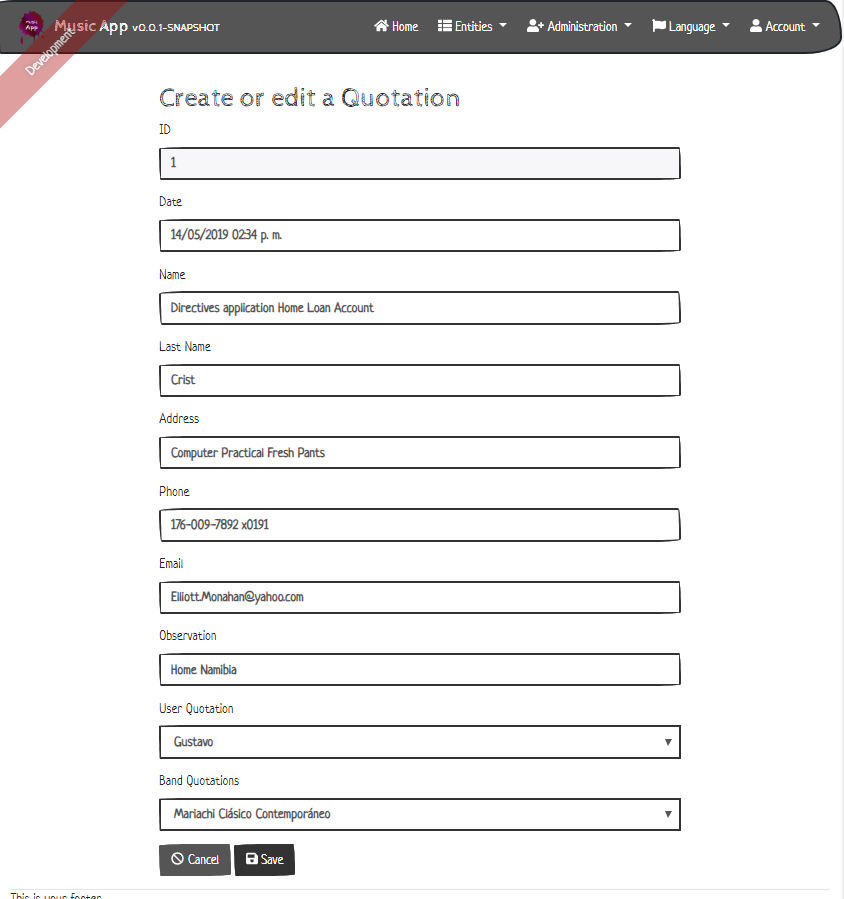 music App
Music App v0.0.1-SNAPSHOT
Home
Entities
Administration
Language
Account
Development
Create or edit a Quotation
ID
1
Date
14/05/2019 02:34 p. m.
Name
Directives application Home Loan Account
Last Name
Crist
Address
Computer Practical Fresh Pants
Phone
176-009-7892 x0191
Email
Elliott.Monahan@yahoo.com
Observation
Home Namibia
User Quotation
Gustavo
Band Quotations
Mariachi Clásico Contemporáneo
Cancel
Save
This is your footer